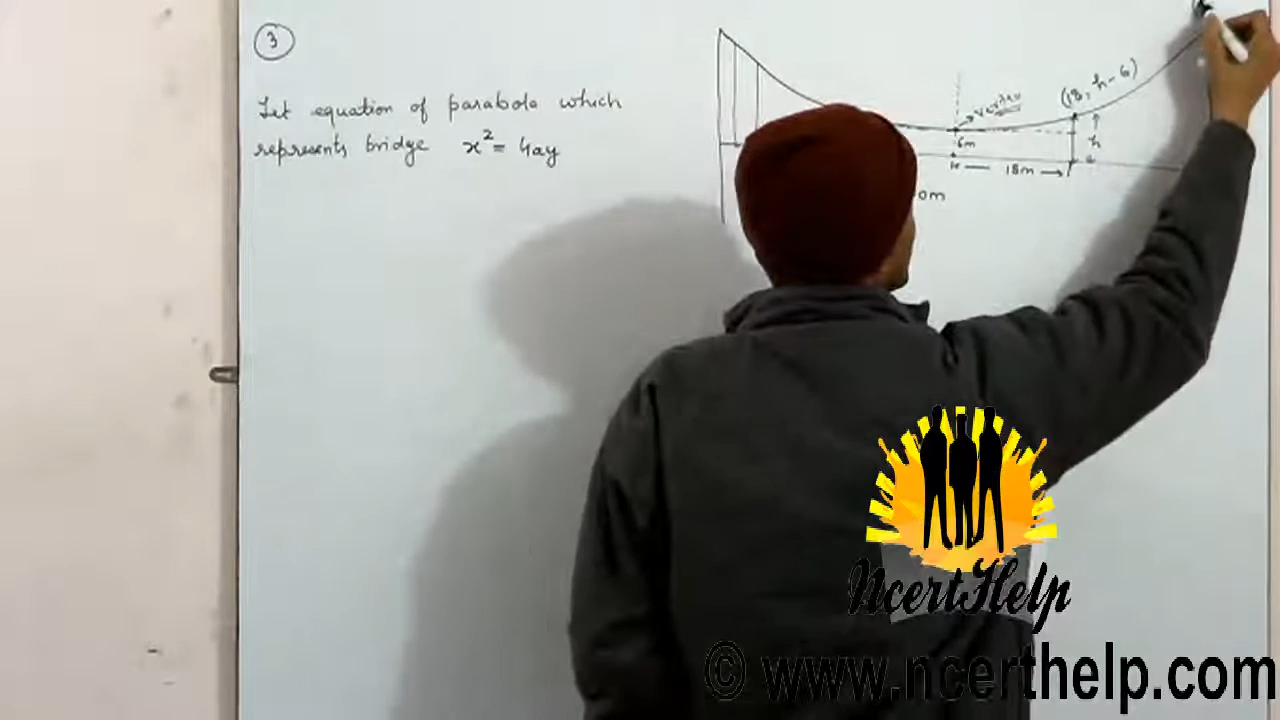 3
Let equation of parabola which
represents bridge x² = 4ay
vertex
(18, h-6)
6m
h
18m
0m
NcertHelp
© www.ncerthelp.com